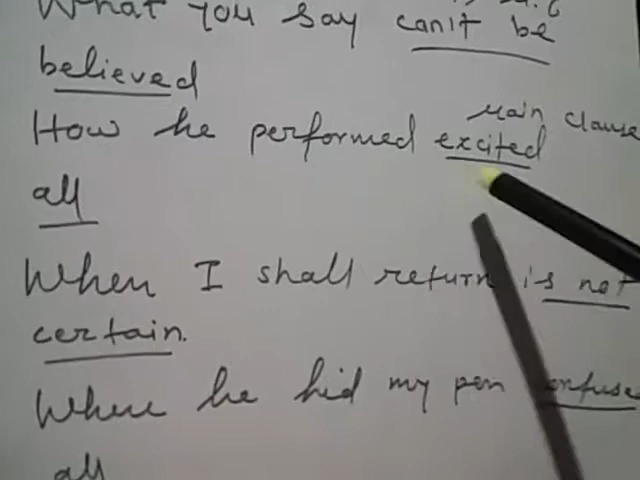 What you say can't be
believed
Main clause
How he performed excited
all
When I shall return is not
certain.
Where he hid my pen
all